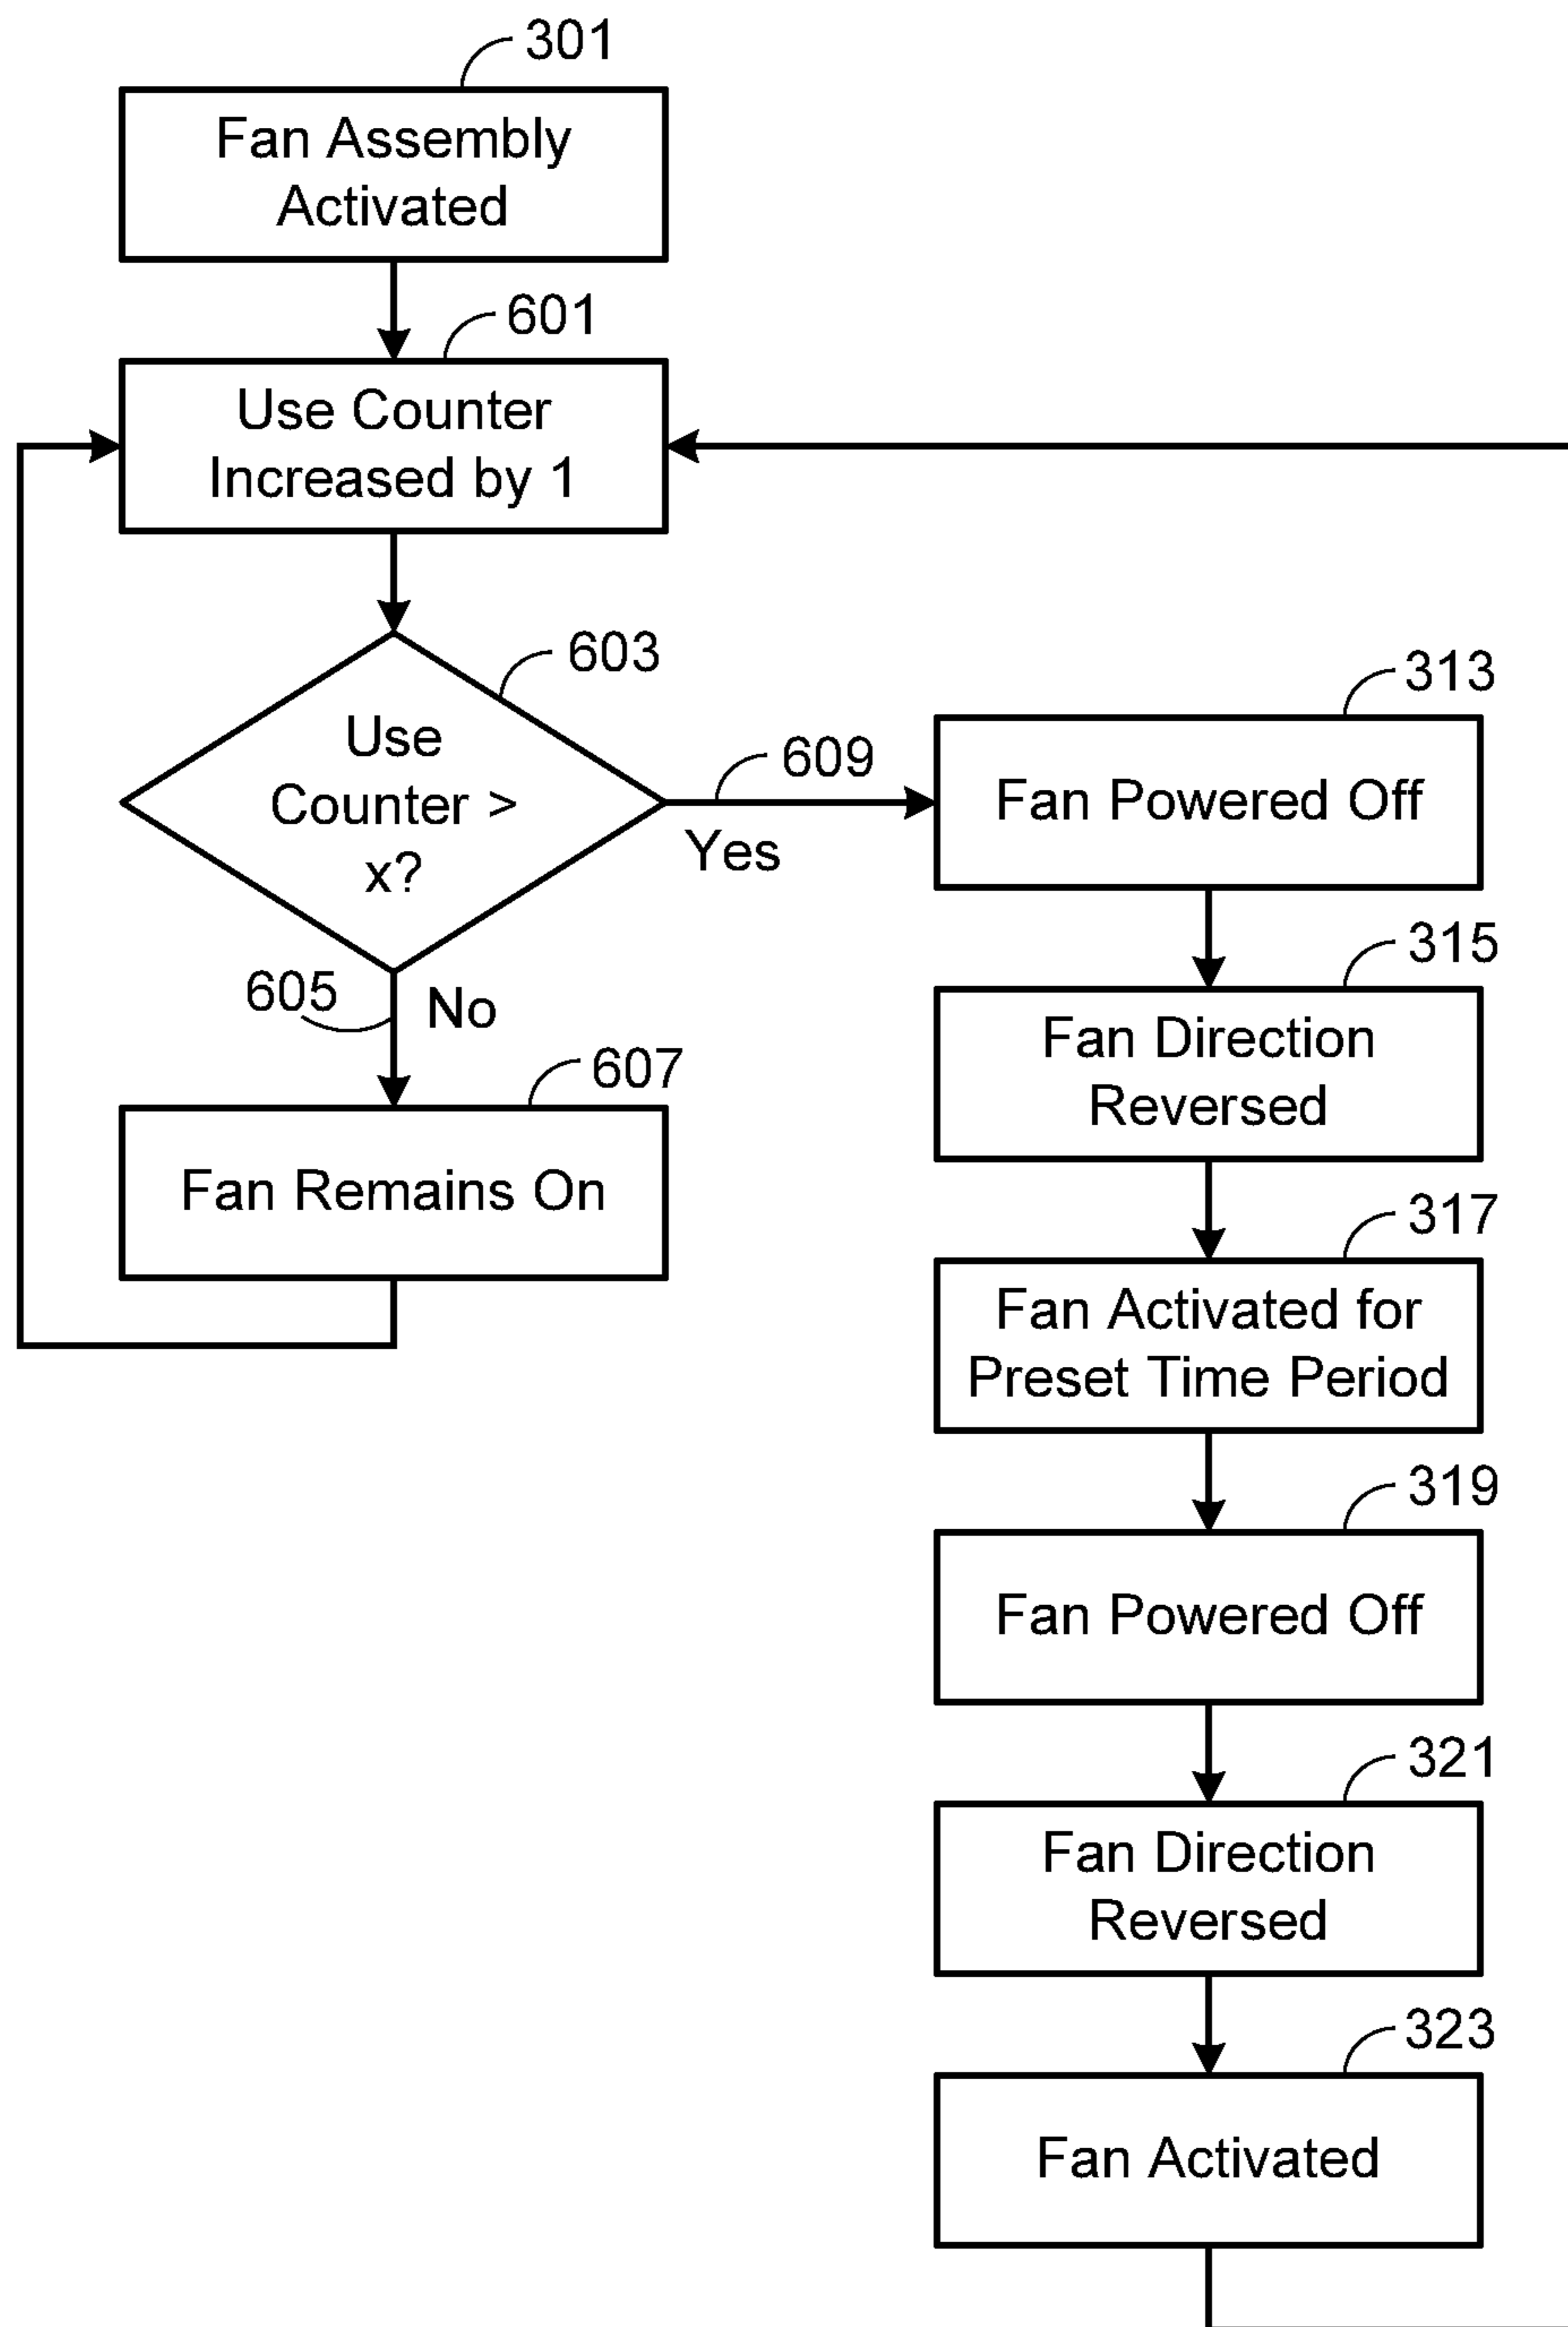 301
Fan Assembly
Activated
601
Use Counter
Increased by 1
603
Use
Counter >
x?
609
Yes
605
No
607
Fan Remains On
313
Fan Powered Off
315
Fan Direction
Reversed
317
Fan Activated for
Preset Time Period
319
Fan Powered Off
321
Fan Direction
Reversed
323
Fan Activated